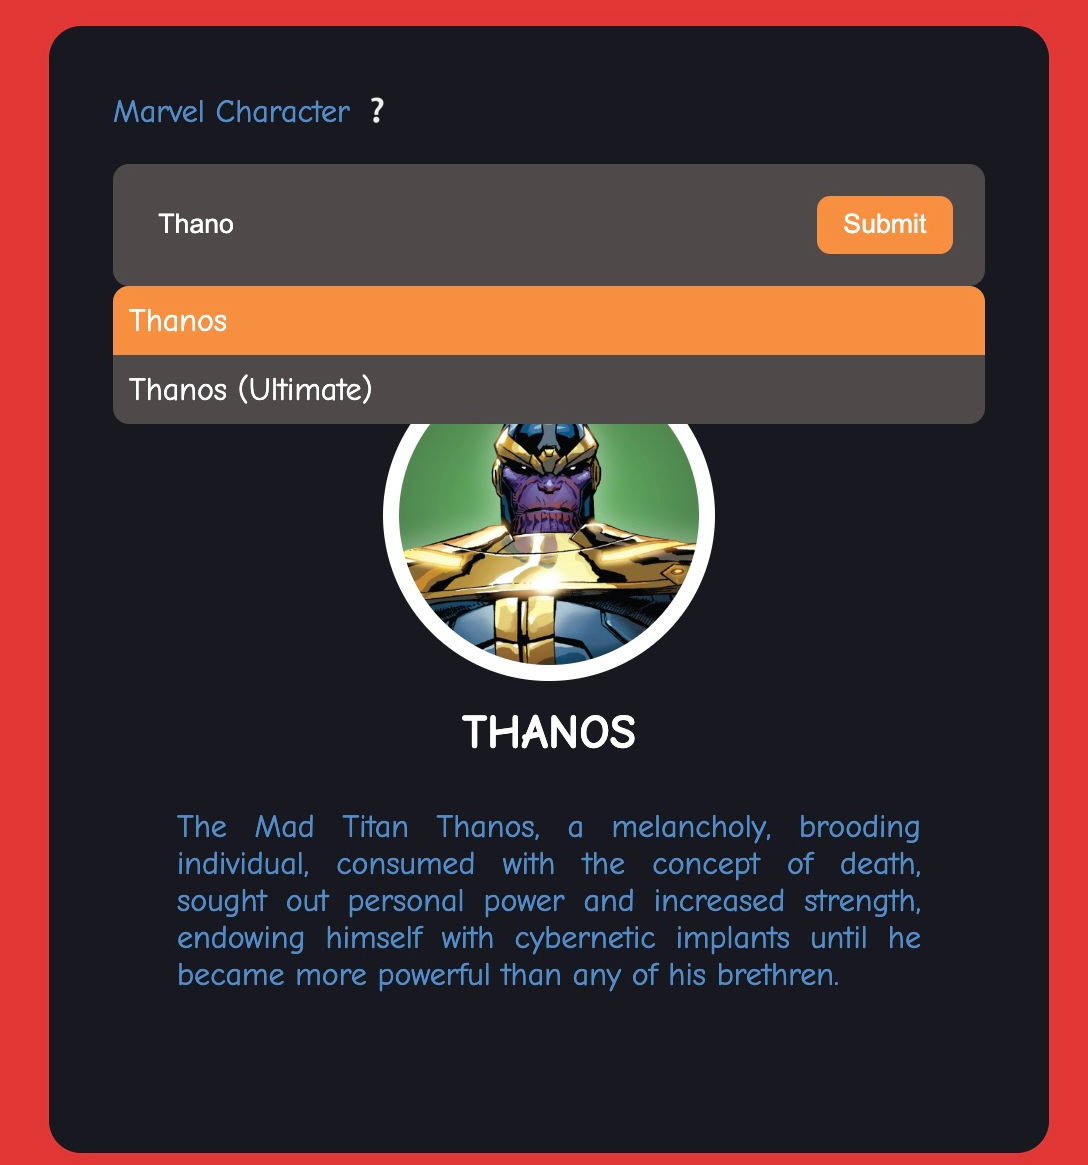 Marvel Character ?
Thano
Submit
Thanos
Thanos (Ultimate)
THANOS
The Mad Titan Thanos, a melancholy, brooding
individual, consumed with the concept of death,
sought out personal power and increased strength,
endowing himself with cybernetic implants until he
became more powerful than any of his brethren.